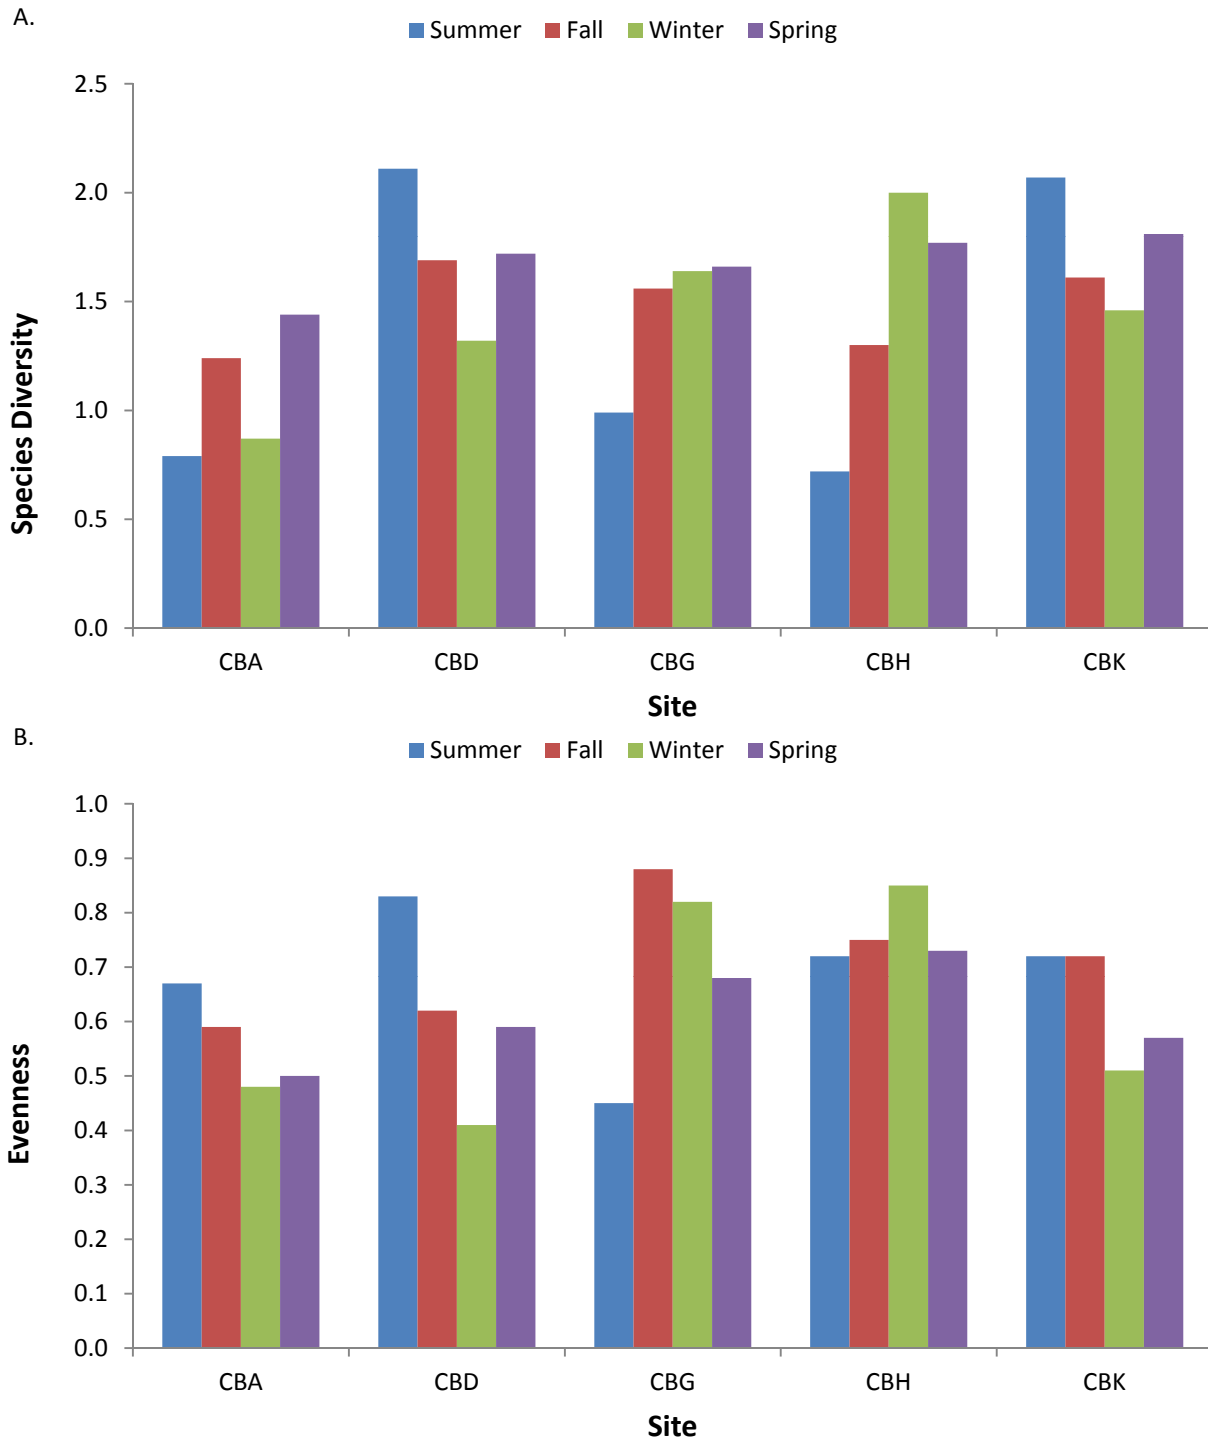 A.
Summer Fall Winter Spring
2.5
2.0
1.5
1.0
0.5
0.0
Species Diversity
CBA CBD CBG CBH CBK
Site
B.
Summer Fall Winter Spring
1.0
0.9
0.8
0.7
0.6
0.5
0.4
0.3
0.2
0.1
0.0
Evenness
CBA CBD CBG CBH CBK
Site